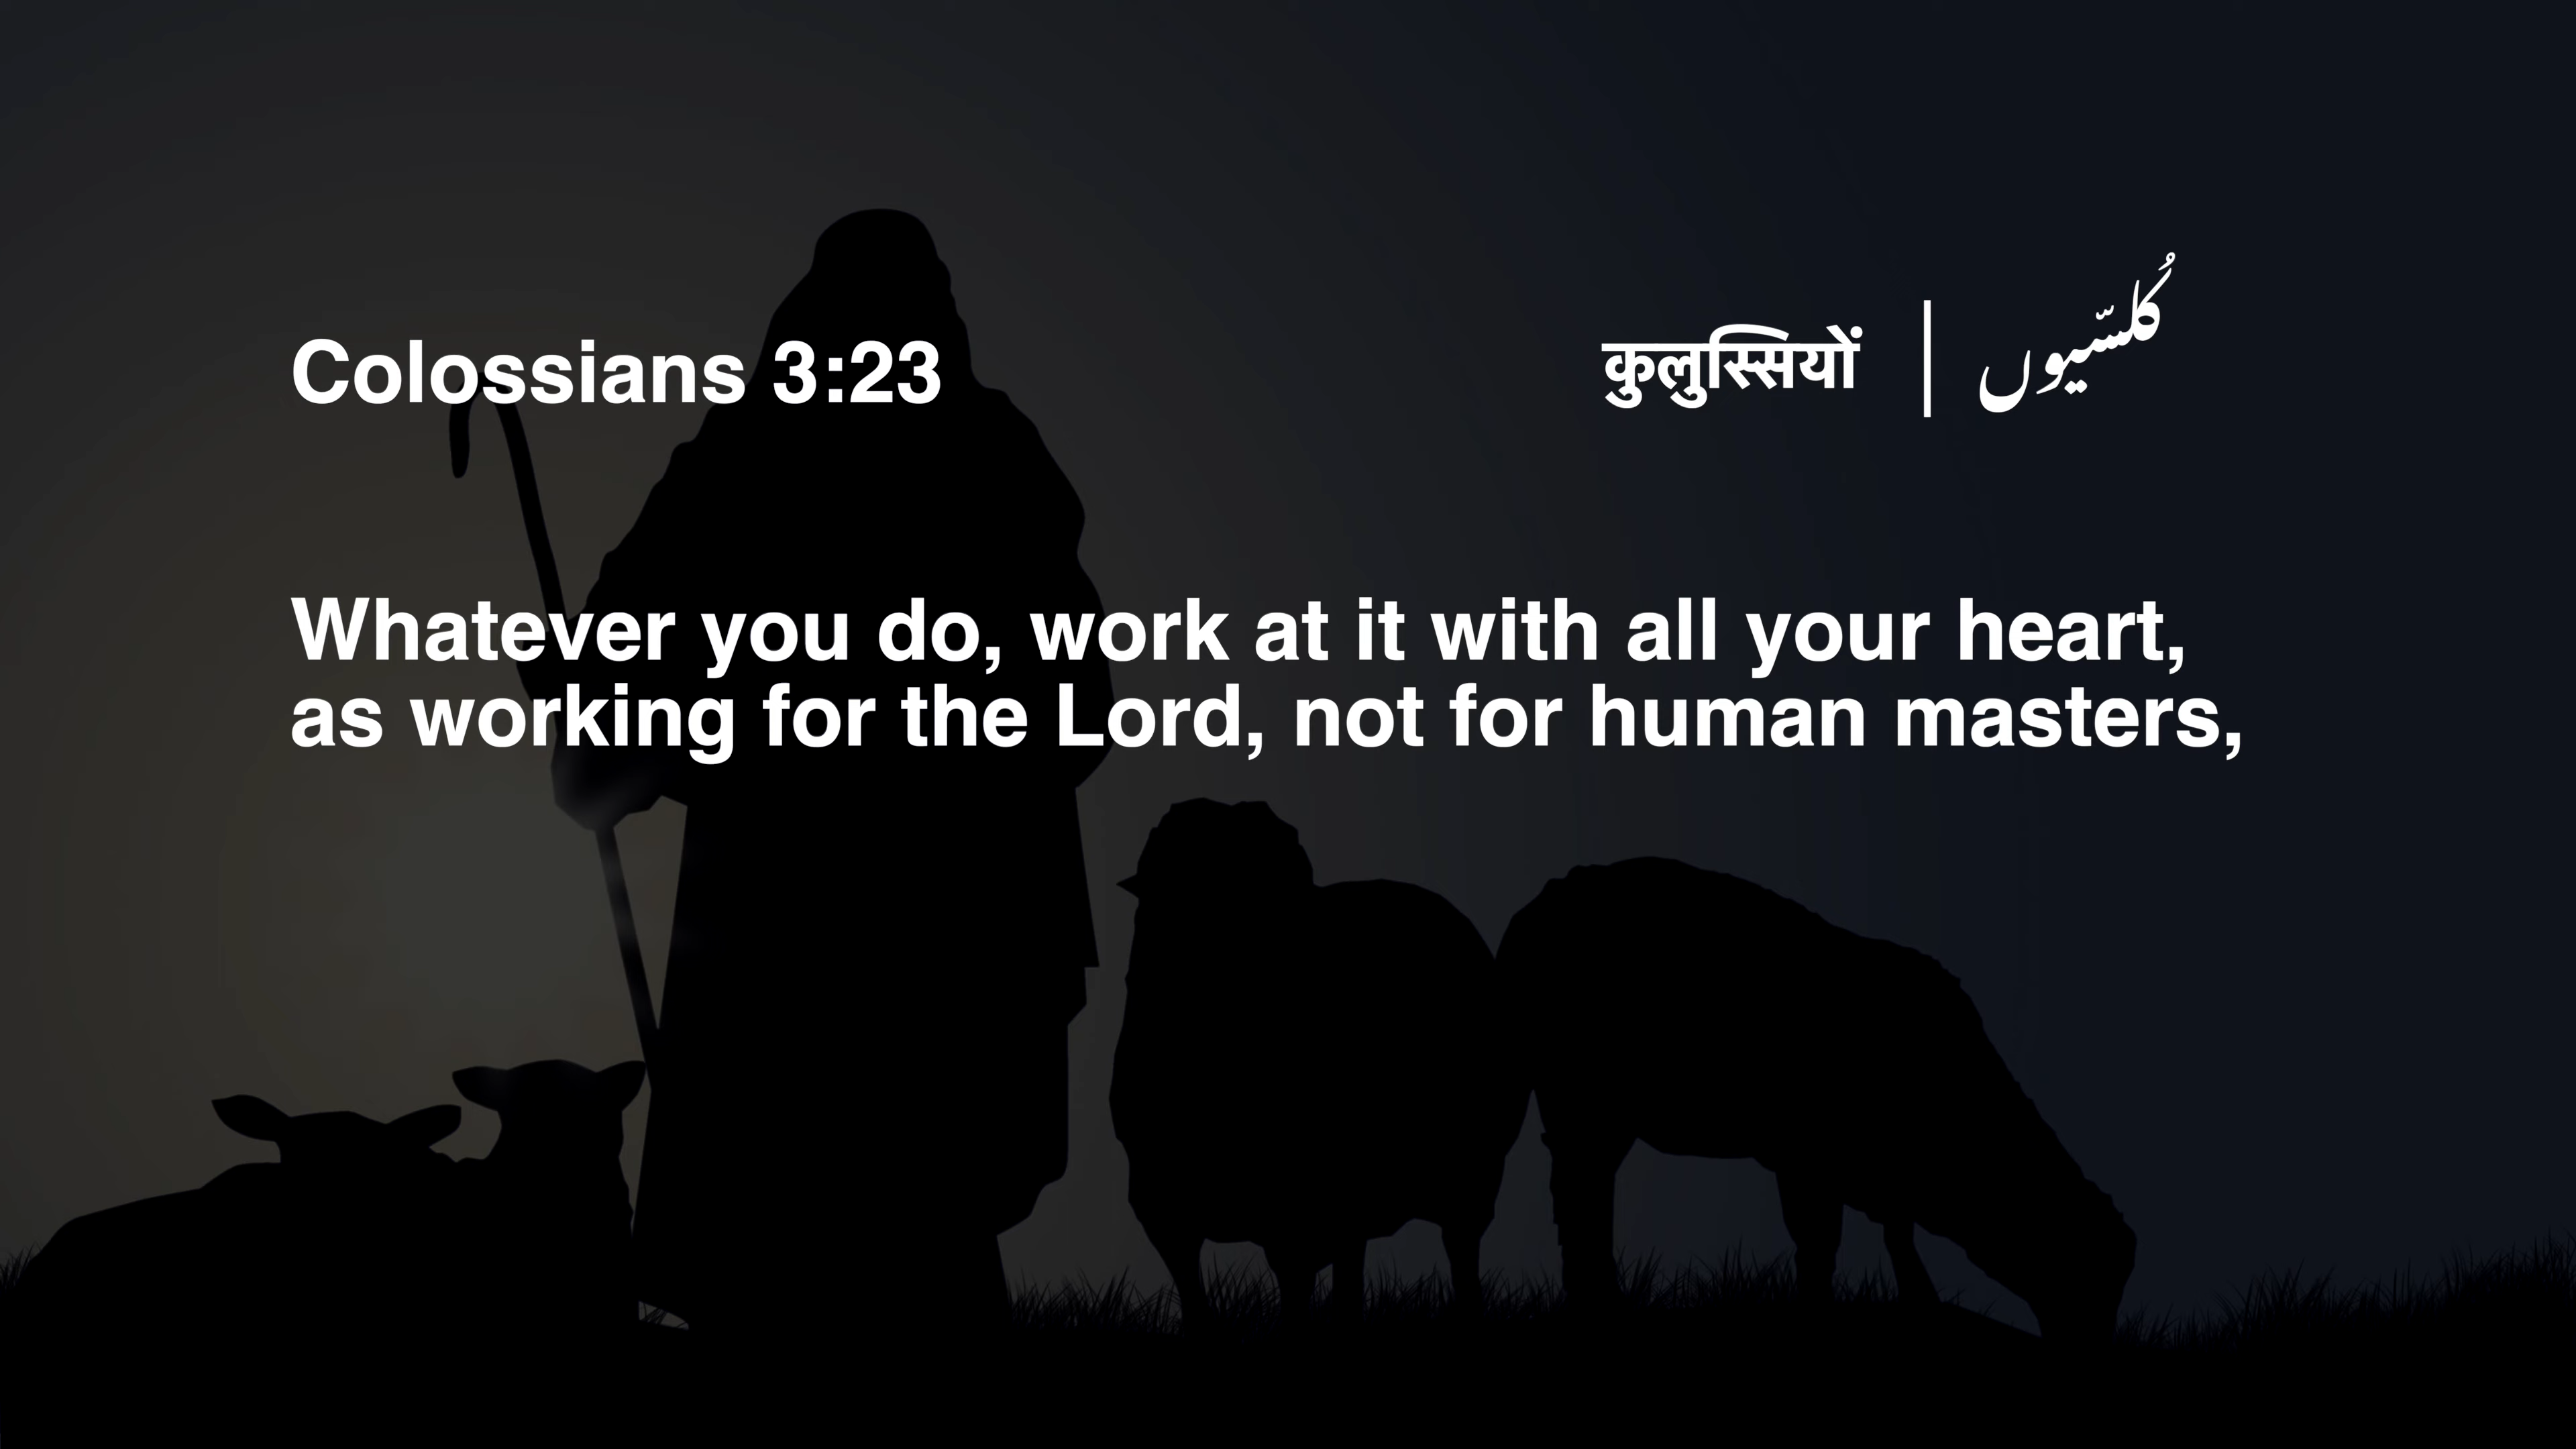 Colossians 3:23
कुलुस्सियों | کُلسّیوں
Whatever you do, work at it with all your heart,
as working for the Lord, not for human masters,